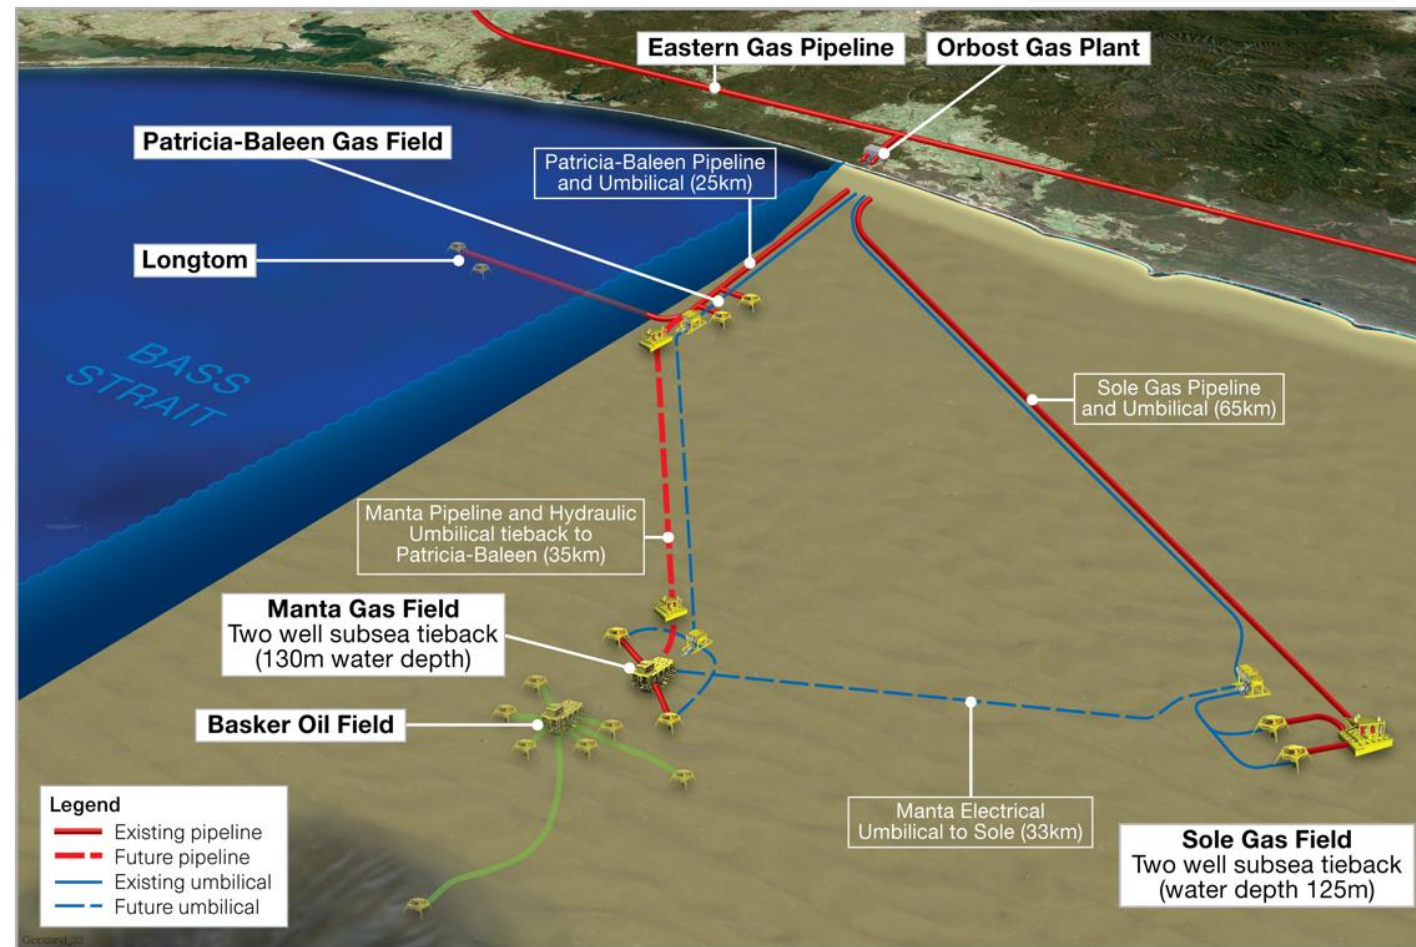 Eastern Gas Pipeline
Orbost Gas Plant
Patricia-Baleen Gas Field
Patricia-Baleen Pipeline
and Umbilical (25km)
Longtom
BASS
STRAIT
Sole Gas Pipeline
and Umbilical (65km)
Manta Pipeline and Hydraulic
Umbilical tieback to
Patricia-Baleen (35km)
Manta Gas Field
Two well subsea tieback
(130m water depth)
Basker Oil Field
Manta Electrical
Umbilical to Sole (33km)
Sole Gas Field
Two well subsea tieback
(water depth 125m)
Legend
Existing pipeline
Future pipeline
Existing umbilical
Future umbilical
Gippsland_33